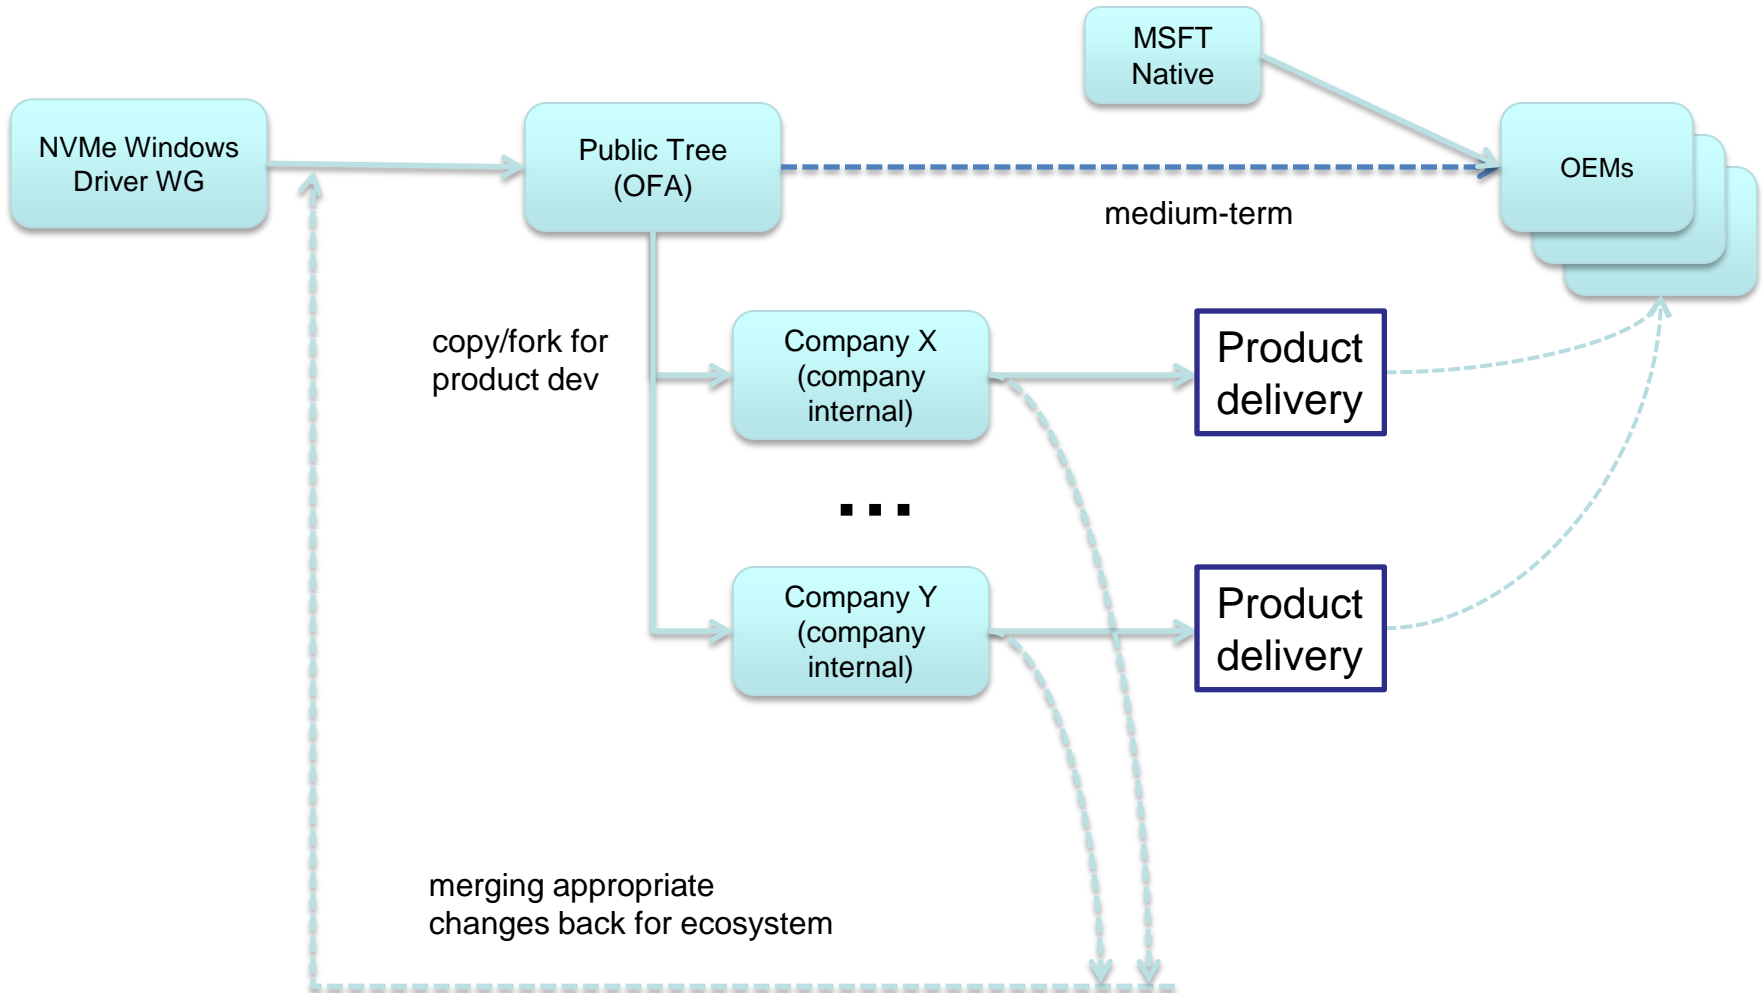 MSFT
Native
NVMe Windows
Driver WG
Public Tree
(OFA)
OEMs
medium-term
copy/fork for
product dev
Company X
(company
internal)
Product
delivery
...
Company Y
(company
internal)
Product
delivery
merging appropriate
changes back for ecosystem